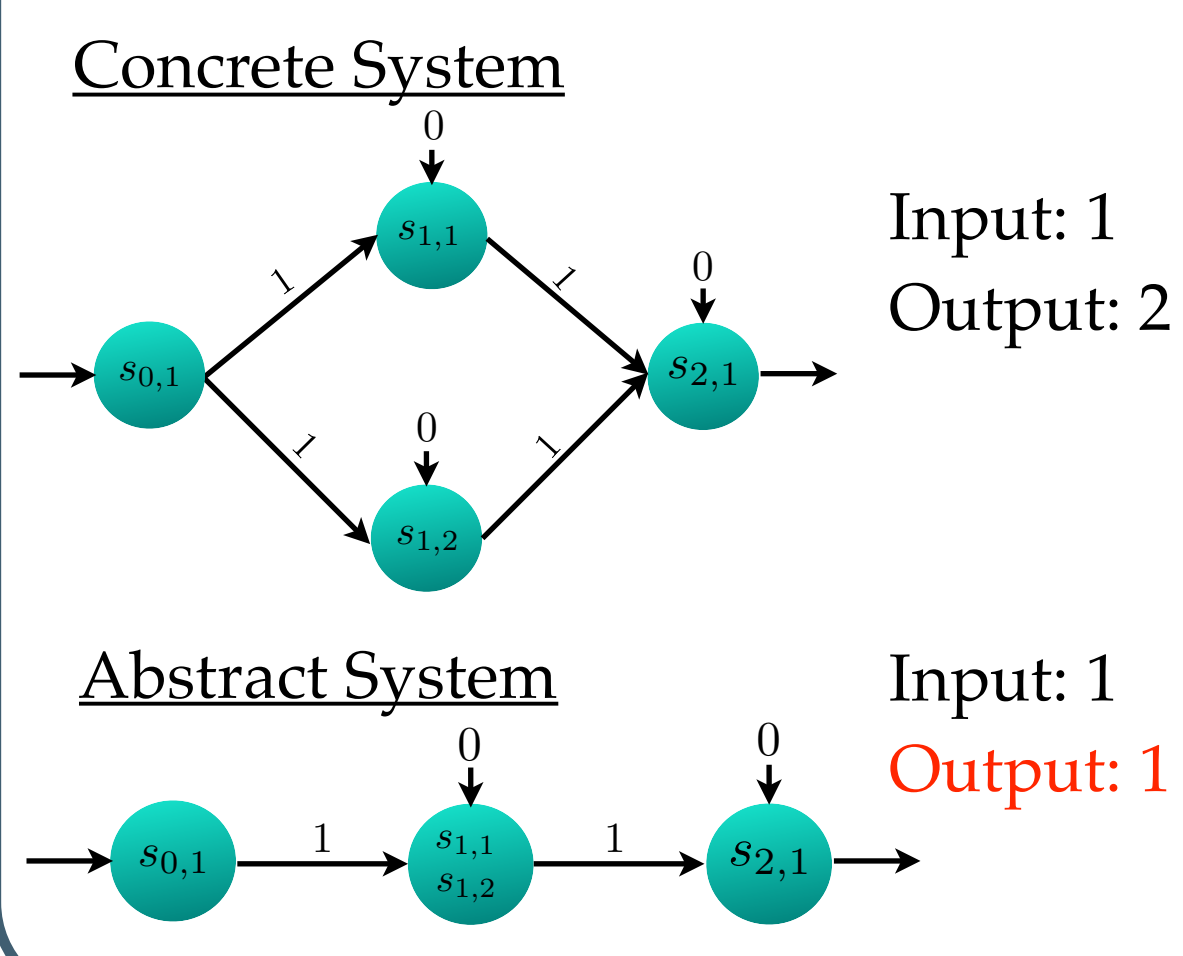 Concrete System
0
s1,1
Input: 1
1
1
0
Output: 2
s0,1
s2,1
0
1
1
s1,2
Abstract System
Input: 1
0
0
Output: 1
1
1
s0,1
s1,1
s1,2
s2,1